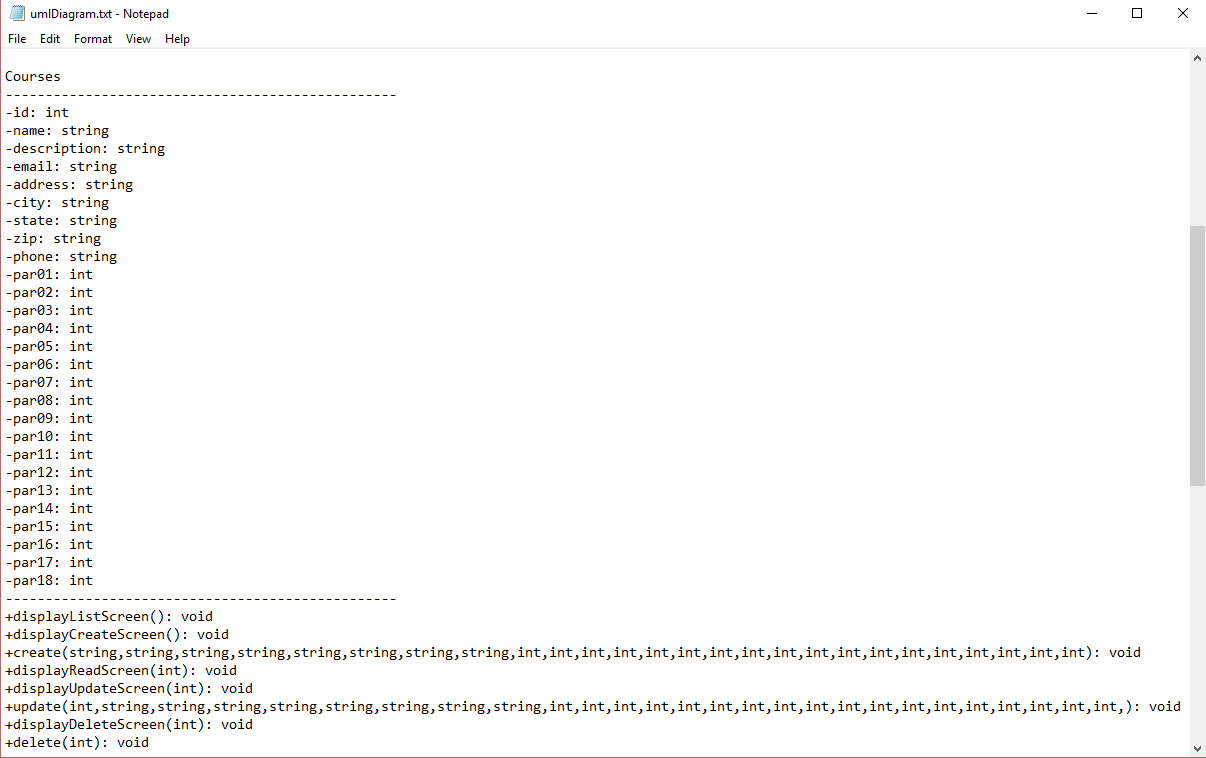 umlDiagram.txt - Notepad
File Edit Format View Help
Courses
-------------------------------------------------
-id: int
-name: string
-description: string
-email: string
-address: string
-city: string
-state: string
-zip: string
-phone: string
-par01: int
-par02: int
-par03: int
-par04: int
-par05: int
-par06: int
-par07: int
-par08: int
-par09: int
-par10: int
-par11: int
-par12: int
-par13: int
-par14: int
-par15: int
-par16: int
-par17: int
-par18: int
-------------------------------------------------
+displayListScreen(): void
+displayCreateScreen(): void
+create(string,string,string,string,string,string,string,string,int,int,int,int,int,int,int,int,int,int,int,int,int,int,int,int,int,int): void
+displayReadScreen(int): void
+displayUpdateScreen(int): void
+update(int,string,string,string,string,string,string,string,string,int,int,int,int,int,int,int,int,int,int,int,int,int,int,int,int,int,int,): void
+displayDeleteScreen(int): void
+delete(int): void